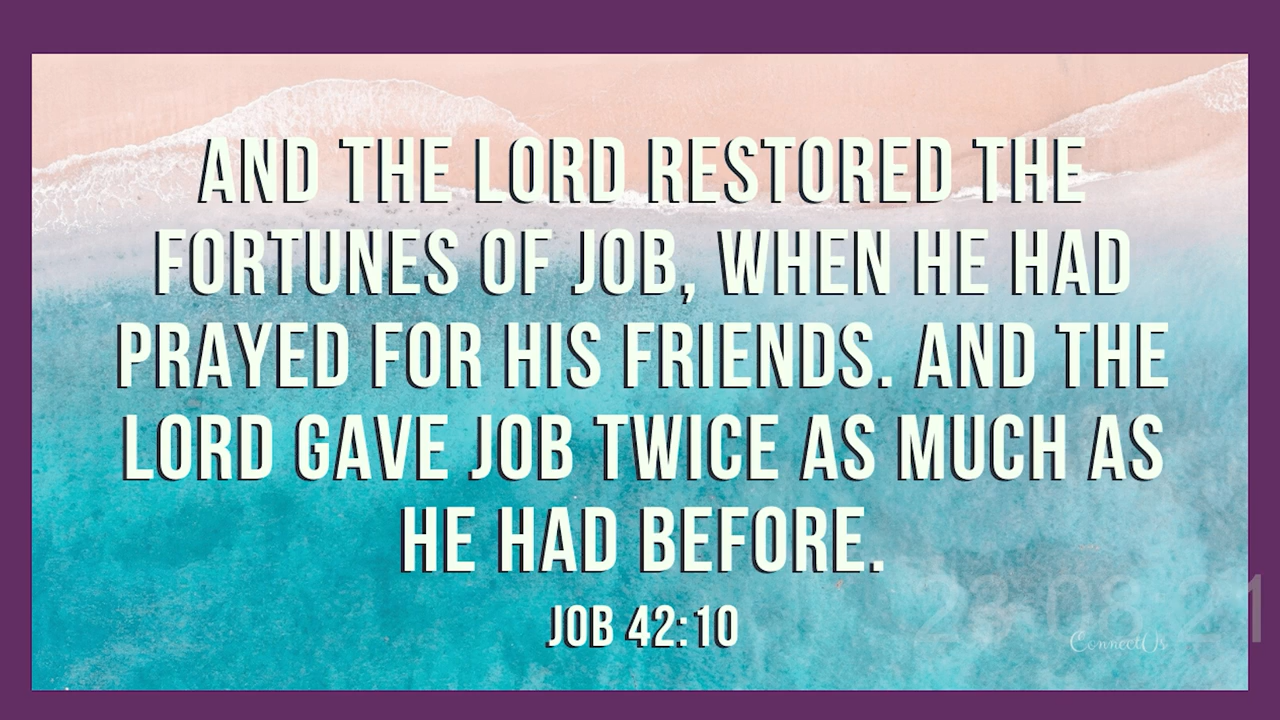 AND THE LORD RESTORED THE
FORTUNES OF JOB, WHEN HE HAD
PRAYED FOR HIS FRIENDS. AND THE
LORD GAVE JOB TWICE AS MUCH AS
HE HAD BEFORE.
JOB 42:10
ConnectUs